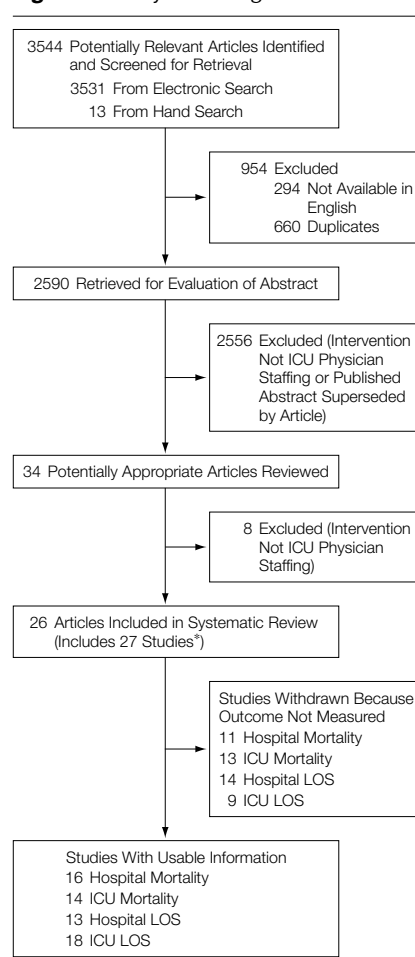 3544 Potentially Relevant Articles Identified
and Screened for Retrieval
3531 From Electronic Search
13 From Hand Search
954 Excluded
294 Not Available in
English
660 Duplicates
2590 Retrieved for Evaluation of Abstract
2556 Excluded (Intervention
Not ICU Physician
Staffing or Published
Abstract Superseded
by Article)
34 Potentially Appropriate Articles Reviewed
8 Excluded (Intervention
Not ICU Physician
Staffing)
26 Articles Included in Systematic Review
(Includes 27 Studies*)
Studies Withdrawn Because
Outcome Not Measured
11 Hospital Mortality
13 ICU Mortality
14 Hospital LOS
9 ICU LOS
Studies With Usable Information
16 Hospital Mortality
14 ICU Mortality
13 Hospital LOS
18 ICU LOS